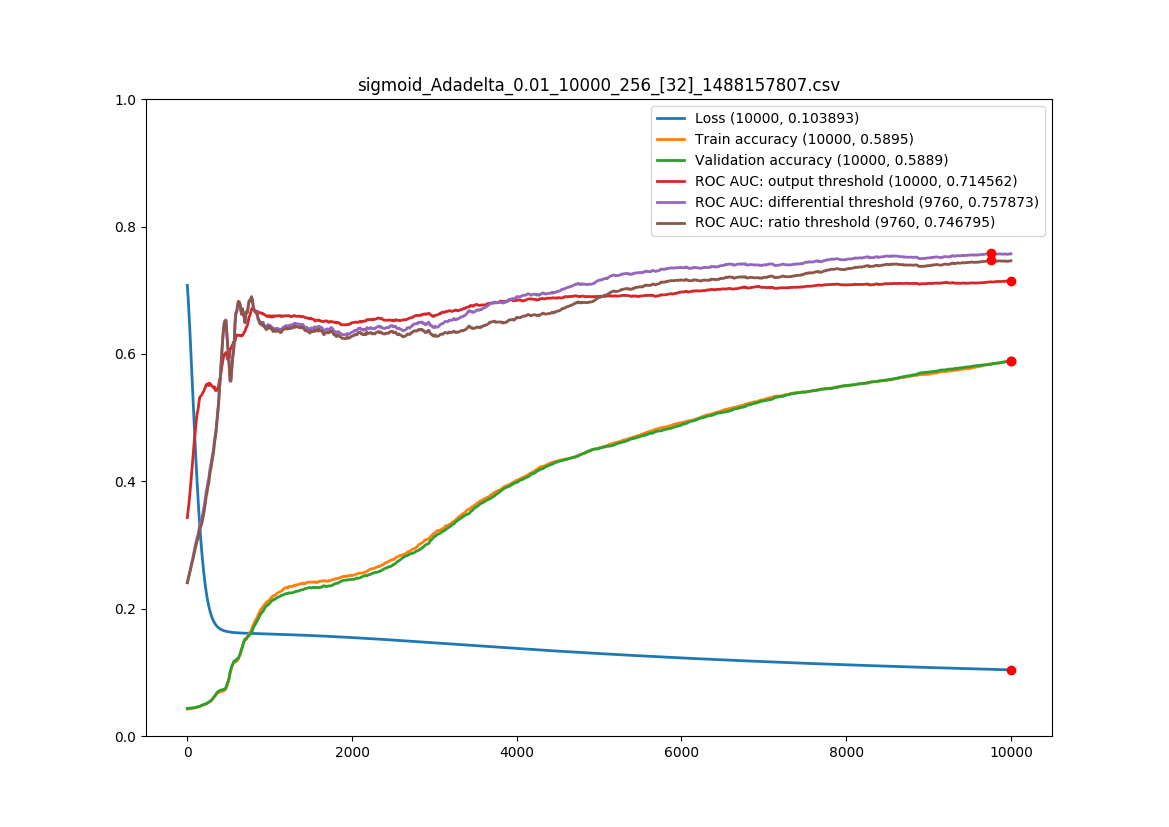 sigmoid_Adadelta_0.01_10000_256_[32]_1488157807.csv
1.0
Loss (10000, 0.103893)
Train accuracy (10000, 0.5895)
Validation accuracy (10000, 0.5889)
ROC AUC: output threshold (10000, 0.714562)
ROC AUC: differential threshold (9760, 0.757873)
ROC AUC: ratio threshold (9760, 0.746795)
0.8
0.6
0.4
0.2
0.0
0 2000 4000 6000 8000 10000